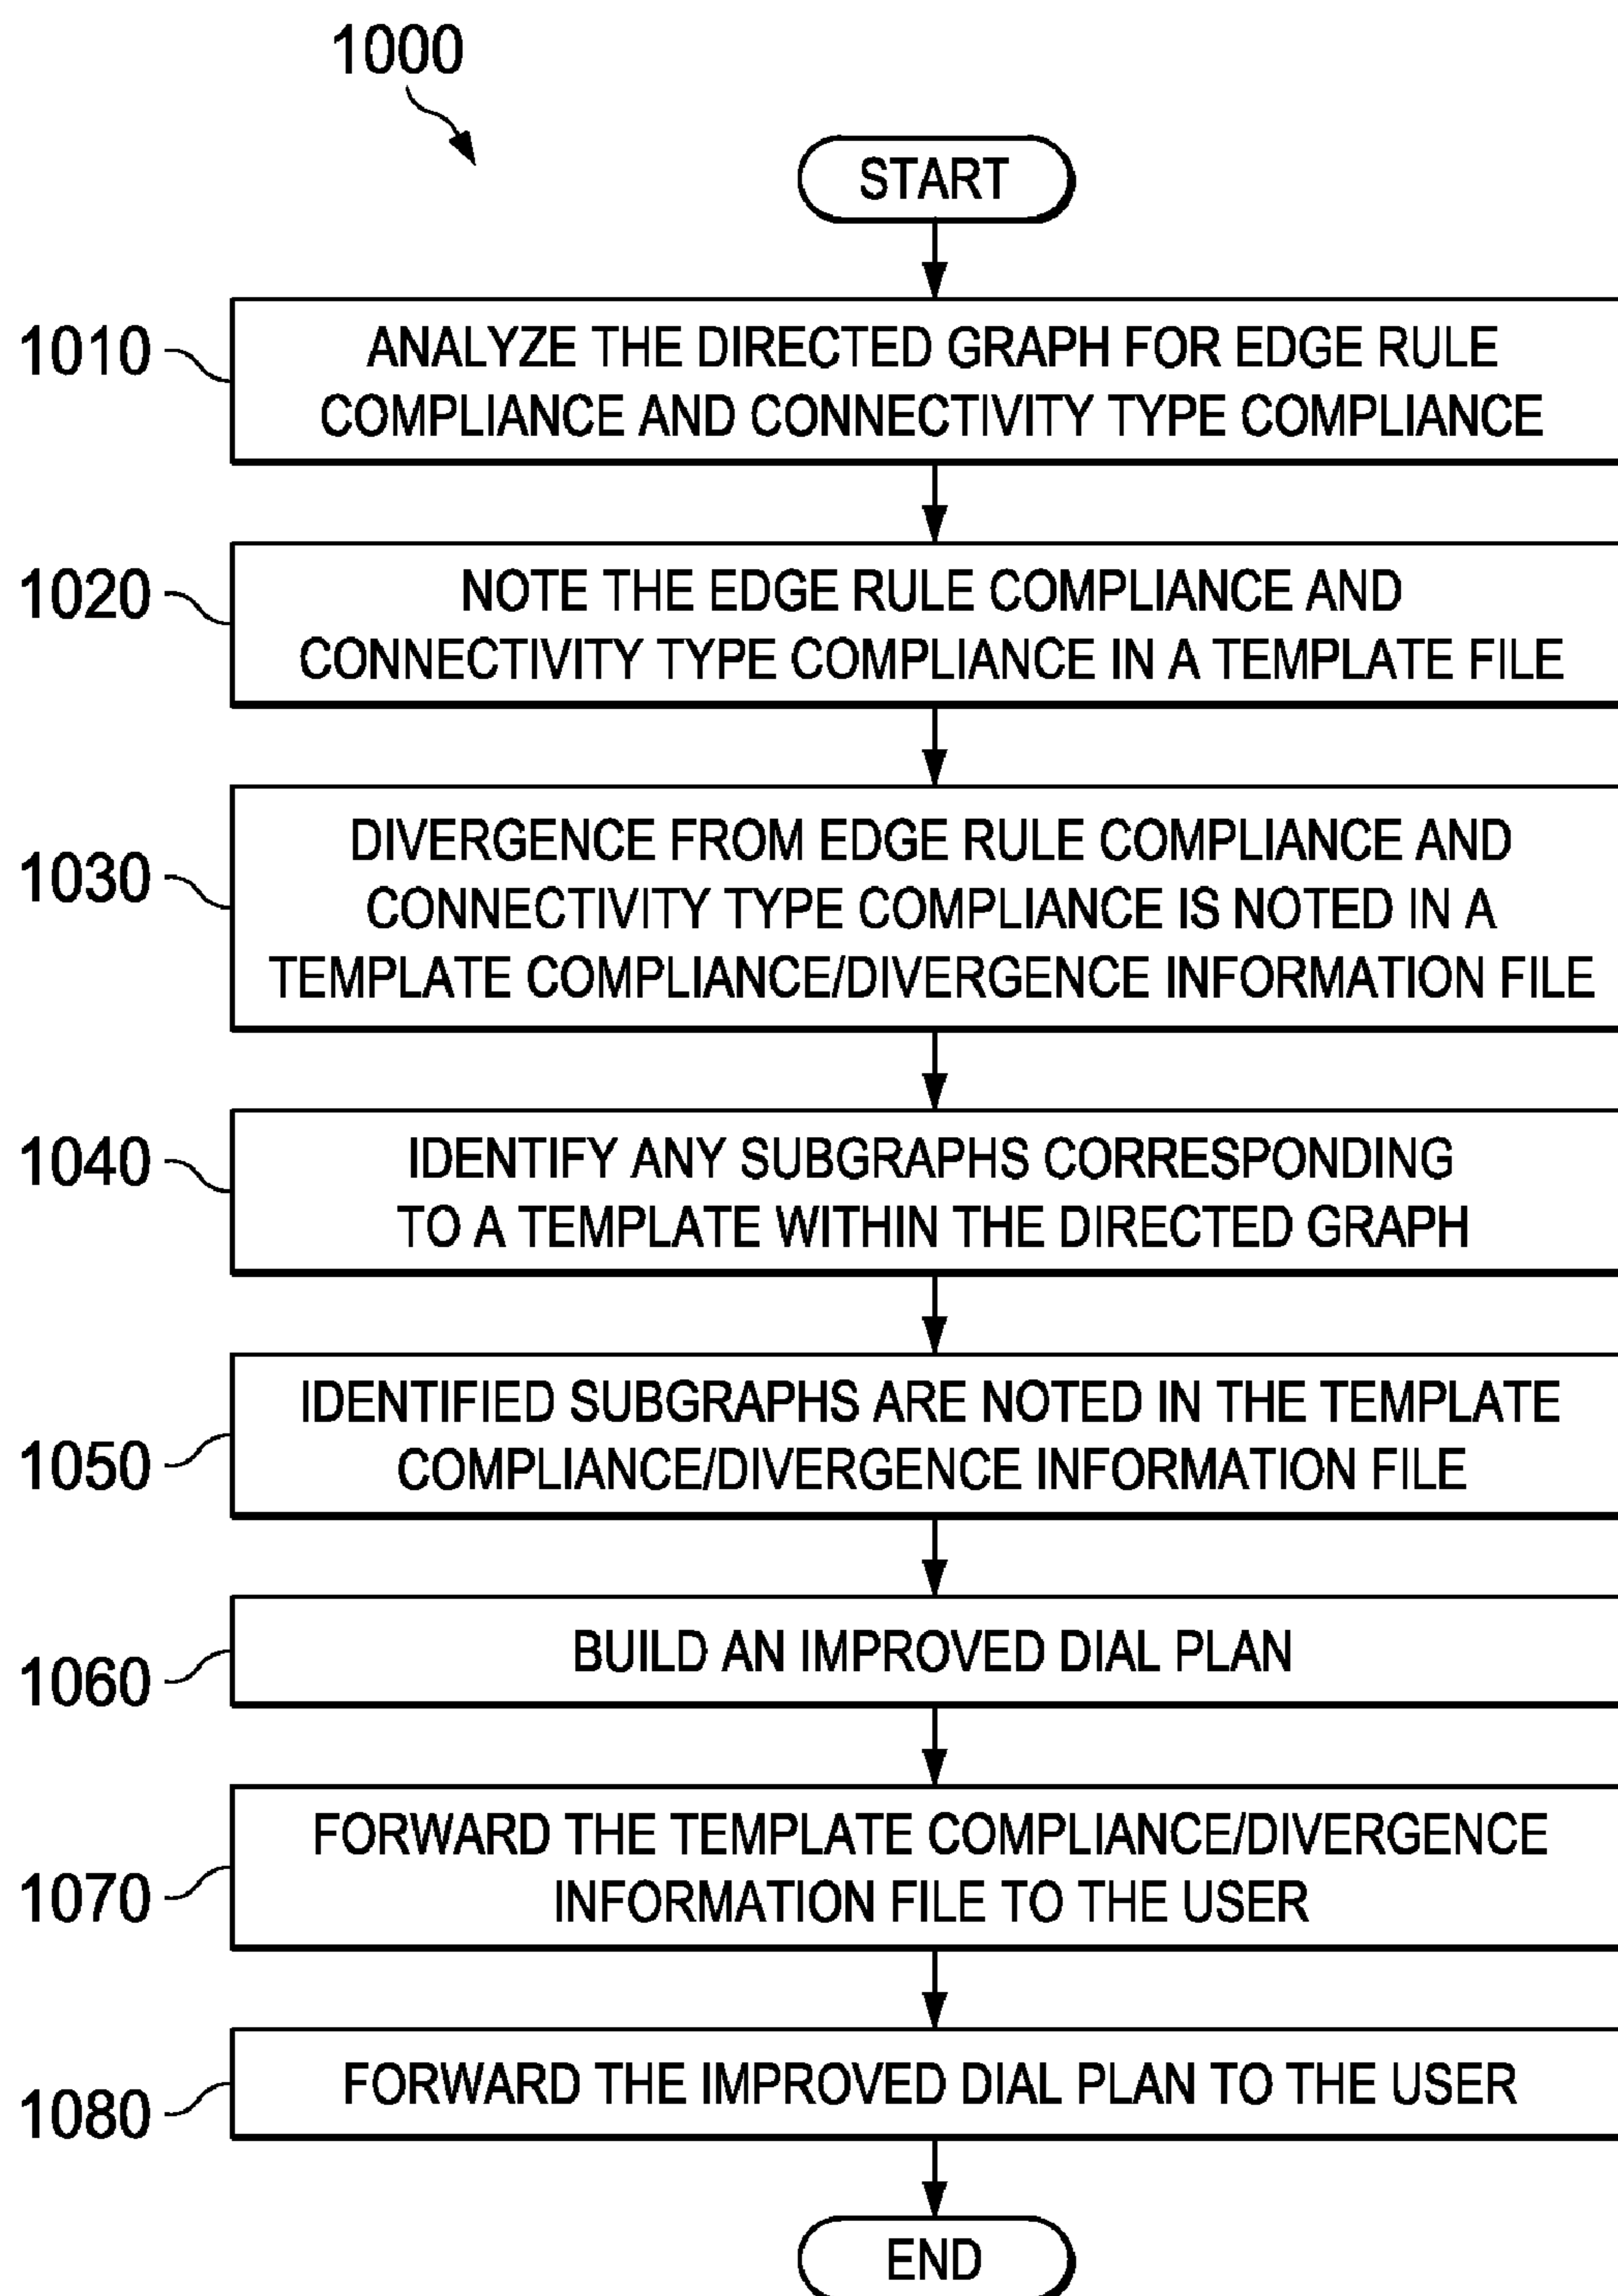 1000
START
1010
ANALYZE THE DIRECTED GRAPH FOR EDGE RULE
COMPLIANCE AND CONNECTIVITY TYPE COMPLIANCE
1020
NOTE THE EDGE RULE COMPLIANCE AND
CONNECTIVITY TYPE COMPLIANCE IN A TEMPLATE FILE
1030
DIVERGENCE FROM EDGE RULE COMPLIANCE AND
CONNECTIVITY TYPE COMPLIANCE IS NOTED IN A
TEMPLATE COMPLIANCE/DIVERGENCE INFORMATION FILE
1040
IDENTIFY ANY SUBGRAPHS CORRESPONDING
TO A TEMPLATE WITHIN THE DIRECTED GRAPH
1050
IDENTIFIED SUBGRAPHS ARE NOTED IN THE TEMPLATE
COMPLIANCE/DIVERGENCE INFORMATION FILE
1060
BUILD AN IMPROVED DIAL PLAN
1070
FORWARD THE TEMPLATE COMPLIANCE/DIVERGENCE
INFORMATION FILE TO THE USER
1080
FORWARD THE IMPROVED DIAL PLAN TO THE USER
END